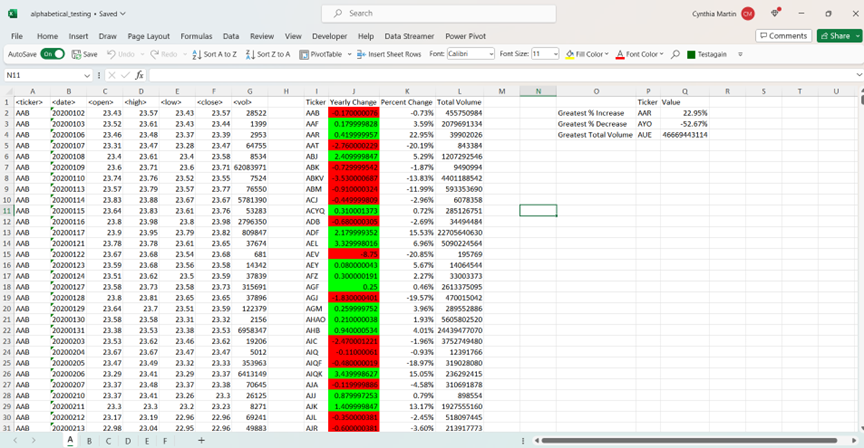 alphabetical_testing • Saved
Search
Cynthia Martin CM
File Home Insert Draw Page Layout Formulas Data Review View Developer Help Data Streamer Power Pivot
Comments Share
AutoSave On Save Undo Redo Sort A to Z Sort Z to A PivotTable Insert Sheet Rows Font: Calibri Font Size: 11 Fill Color Font Color Testagain
N11 fx
A B C D E F G H I J K L M N O P Q R S T U
1 <ticker> <date> <open> <high> <low> <close> <vol> Ticker Yearly Change Percent Change Total Volume Ticker Value
2 AAB 20200102 23.43 23.57 23.43 23.57 28522 AAB -0.170000076 -0.73% 455750984 Greatest % Increase AAR 22.95%
3 AAB 20200103 23.52 23.61 23.43 23.44 1399 AAF 0.179999828 3.59% 2079691334 Greatest % Decrease AYO -52.67%
4 AAB 20200106 23.46 23.48 23.37 23.39 2953 AAR 0.419999957 22.95% 39902026 Greatest Total Volume AUE 46669443114
5 AAB 20200107 23.31 23.47 23.28 23.47 64755 AAT -2.760000229 -20.19% 843384
6 AAB 20200108 23.4 23.61 23.4 23.58 8534 ABJ 2.409999847 5.29% 1207292546
7 AAB 20200109 23.6 23.71 23.6 23.71 62083971 ABK -0.729999542 -1.87% 9490994
8 AAB 20200110 23.74 23.76 23.52 23.55 7524 ABKV -3.530000687 -13.83% 4401188542
9 AAB 20200113 23.57 23.79 23.57 23.77 76550 ABM -0.910000324 -11.99% 593353690
10 AAB 20200114 23.83 23.88 23.67 23.67 5781390 ACJ -0.449999809 -2.96% 6078358
11 AAB 20200115 23.64 23.83 23.61 23.76 53283 ACYQ 0.310001373 0.72% 285126751
12 AAB 20200116 23.8 23.98 23.8 23.98 2796350 ADB -0.680000305 -2.69% 34494484
13 AAB 20200117 23.9 23.95 23.79 23.82 809847 ADF 2.179999352 15.53% 22705640630
14 AAB 20200121 23.78 23.78 23.61 23.65 37674 AEL 3.329998016 6.96% 5090224564
15 AAB 20200122 23.67 23.68 23.54 23.68 681 AEV -8.75 -20.85% 195769
16 AAB 20200123 23.59 23.68 23.56 23.58 14342 AEY 0.080000043 5.67% 14064544
17 AAB 20200124 23.51 23.62 23.5 23.59 37839 AFZ 0.300000191 2.27% 33003373
18 AAB 20200127 23.58 23.73 23.58 23.73 315691 AGF 0.25 0.46% 2613375095
19 AAB 20200128 23.8 23.81 23.65 23.65 37896 AGJ -1.830000401 -19.57% 470015042
20 AAB 20200129 23.64 23.7 23.51 23.59 122379 AGM 0.259999752 3.96% 289552886
21 AAB 20200130 23.58 23.58 23.31 23.32 2156 AHAO 0.210000038 1.93% 5605802520
22 AAB 20200131 23.38 23.53 23.38 23.53 6958347 AHB 0.940000534 4.01% 24439477070
23 AAB 20200203 23.53 23.62 23.46 23.62 19206 AIC -2.470001221 -1.96% 3752749480
24 AAB 20200204 23.67 23.67 23.47 23.47 5012 AIQ -0.11000061 -0.93% 12391766
25 AAB 20200205 23.47 23.49 23.32 23.33 353963 AIQF -0.480000019 -18.97% 319028080
26 AAB 20200206 23.29 23.41 23.29 23.37 6413149 AIQK 3.439998627 15.05% 236292415
27 AAB 20200207 23.37 23.48 23.37 23.38 70645 AJA -0.119999886 -4.58% 310691878
28 AAB 20200210 23.37 23.41 23.26 23.3 26125 AJJ 0.879997253 0.79% 898554
29 AAB 20200211 23.3 23.3 23.2 23.23 8271 AJK 1.409999847 13.17% 1927555160
30 AAB 20200212 23.17 23.19 22.96 22.96 69241 AJL -0.350000381 -2.45% 518097445
31 AAB 20200213 22.98 23.04 22.95 22.96 49883 AJR -0.600000381 -3.60% 213917773
A B C D E F +